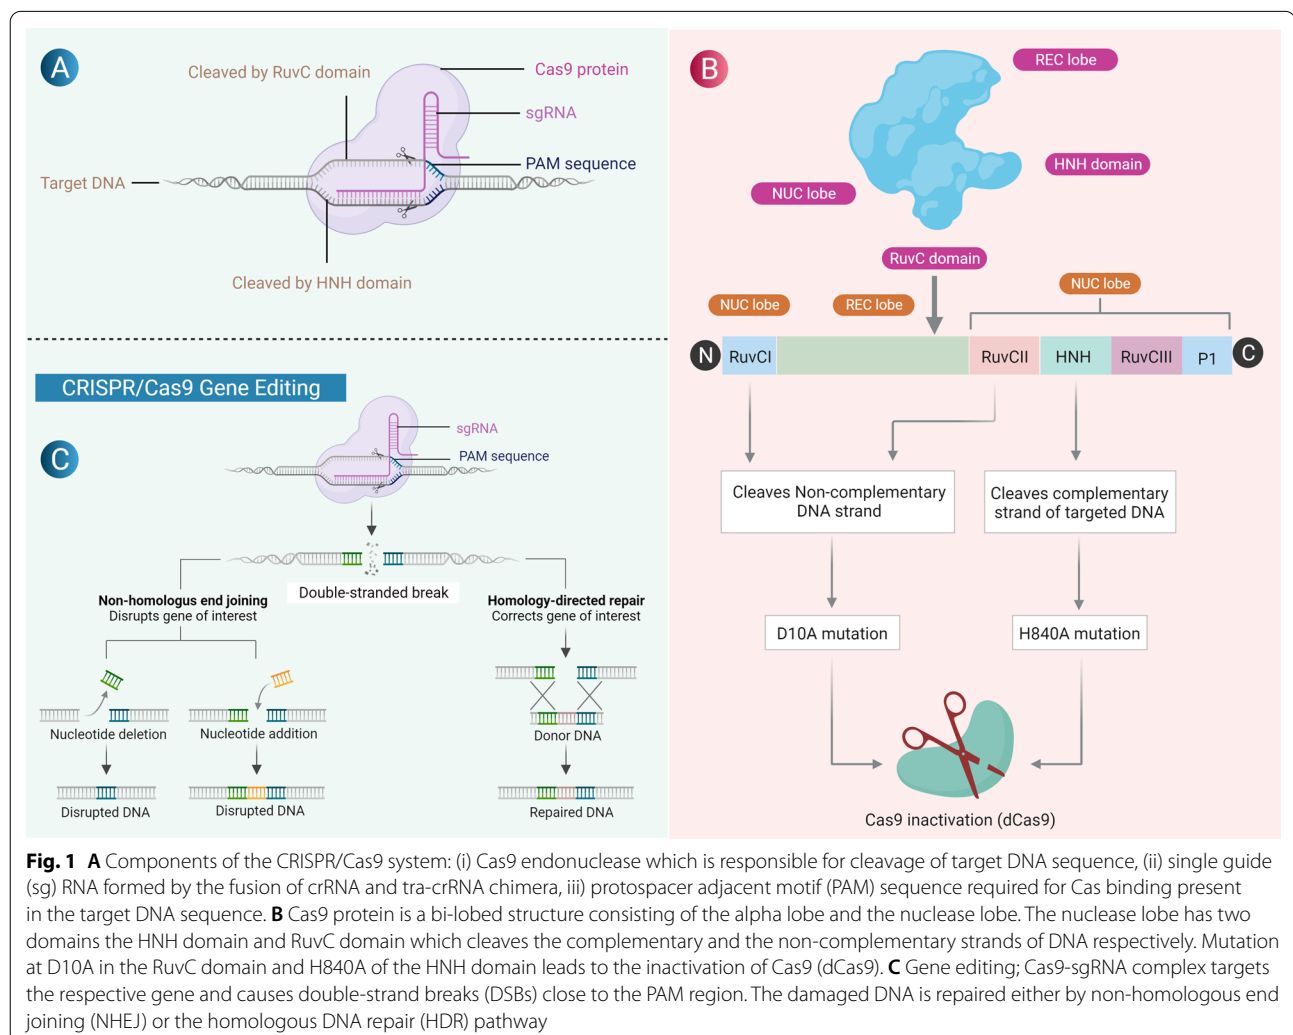 A
Cleaved by RuvC domain
Cas9 protein
sgRNA
PAM sequence
Target DNA
Cleaved by HNH domain
CRISPR/Cas9 Gene Editing
C
sgRNA
PAM sequence
Double-stranded break
Non-homologus end joining
Disrupts gene of interest
Homology-directed repair
Corrects gene of interest
Nucleotide deletion
Nucleotide addition
Donor DNA
Disrupted DNA
Disrupted DNA
Repaired DNA
B
REC lobe
HNH domain
NUC lobe
RuvC domain
NUC lobe
REC lobe
NUC lobe
N
RuvCI
RuvCII
HNH
RuvCIII
P1
C
Cleaves Non-complementary
DNA strand
Cleaves complementary
strand of targeted DNA
D10A mutation
H840A mutation
Cas9 inactivation (dCas9)
Fig. 1 A Components of the CRISPR/Cas9 system: (i) Cas9 endonuclease which is responsible for cleavage of target DNA sequence, (ii) single guide
(sg) RNA formed by the fusion of crRNA and tra-crRNA chimera, iii) protospacer adjacent motif (PAM) sequence required for Cas binding present
in the target DNA sequence. B Cas9 protein is a bi-lobed structure consisting of the alpha lobe and the nuclease lobe. The nuclease lobe has two
domains the HNH domain and RuvC domain which cleaves the complementary and the non-complementary strands of DNA respectively. Mutation
at D10A in the RuvC domain and H840A of the HNH domain leads to the inactivation of Cas9 (dCas9). C Gene editing; Cas9-sgRNA complex targets
the respective gene and causes double-strand breaks (DSBs) close to the PAM region. The damaged DNA is repaired either by non-homologous end
joining (NHEJ) or the homologous DNA repair (HDR) pathway